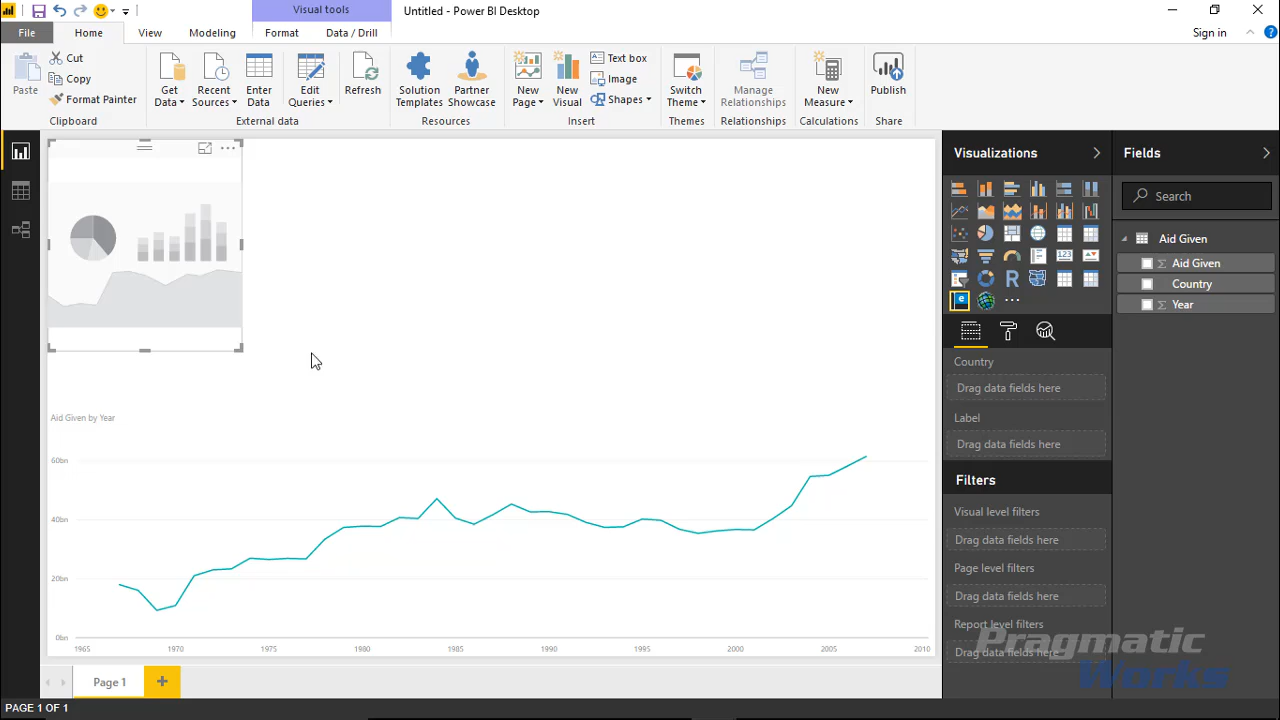 Visual tools
Untitled - Power BI Desktop
File
Home
View
Modeling
Format
Data / Drill
Sign in
Paste
Cut
Copy
Format Painter
Clipboard
Get Data
Recent Sources
Enter Data
External data
Edit Queries
Refresh
Solution Templates
Partner Showcase
Resources
New Page
New Visual
Text box
Image
Shapes
Insert
Switch Theme
Themes
Manage Relationships
Relationships
New Measure
Calculations
Publish
Share
Visualizations
Fields
Search
Aid Given
Aid Given
Country
Year
R
123
e
Country
Drag data fields here
Label
Drag data fields here
Filters
Visual level filters
Drag data fields here
Page level filters
Drag data fields here
Report level filters
Drag data fields here
Aid Given by Year
60bn
40bn
20bn
0bn
1965 1970 1975 1980 1985 1990 1995 2000 2005 2010
Pragmatic
Works
Page 1
PAGE 1 OF 1